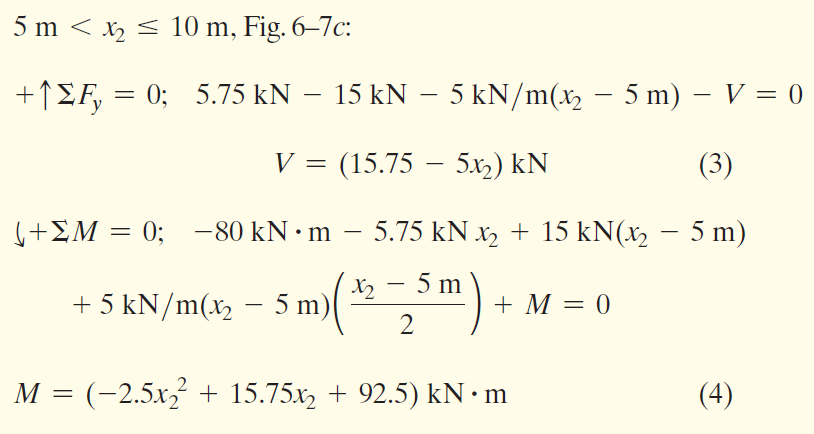 5 m < x₂ ≤ 10 m, Fig. 6–7c:
+↑ΣF_y = 0; 5.75 kN − 15 kN − 5 kN/m(x₂ − 5 m) − V = 0
V = (15.75 − 5x₂) kN (3)
⤹+ΣM = 0; −80 kN · m − 5.75 kN x₂ + 15 kN(x₂ − 5 m)
+ 5 kN/m(x₂ − 5 m)((x₂ − 5 m)/2) + M = 0
M = (−2.5x₂² + 15.75x₂ + 92.5) kN · m (4)